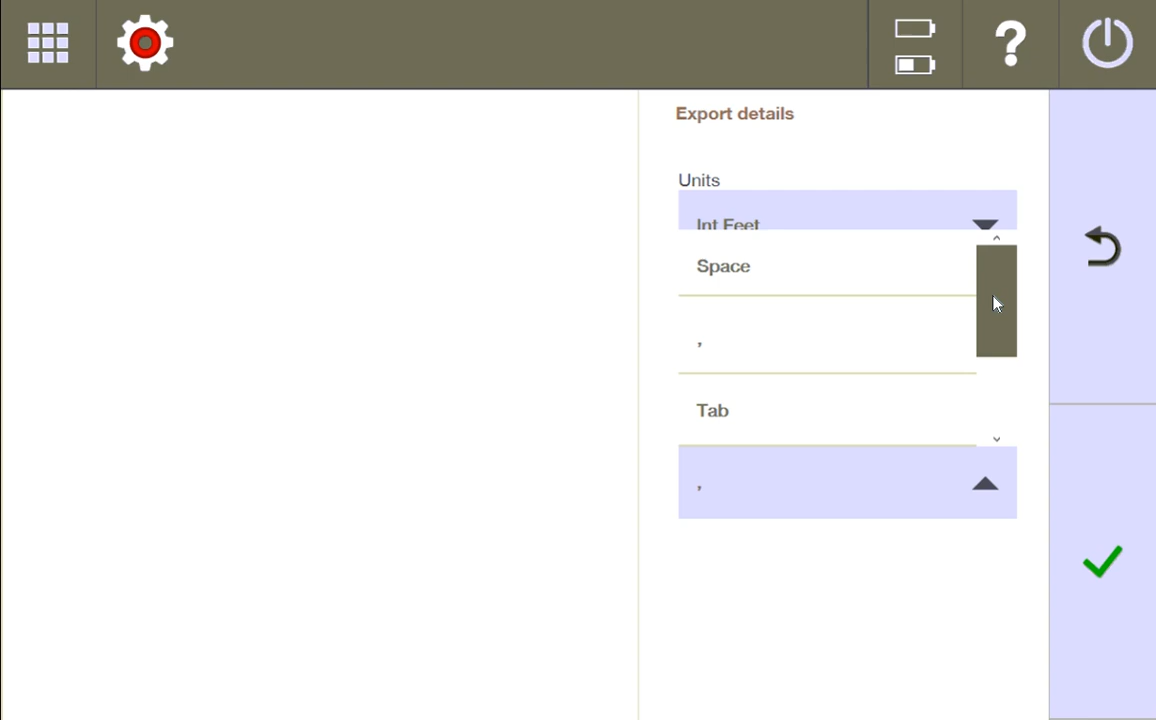 Export details
Units
Int Feet
Space
,
Tab
,